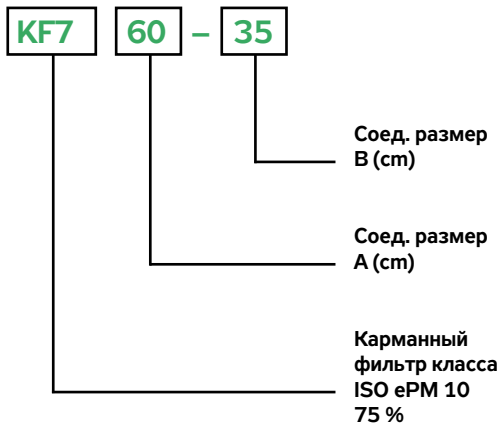 KF7 60 – 35
Соед. размер
B (cm)
Соед. размер
A (cm)
Карманный
фильтр класса
ISO ePM 10
75 %